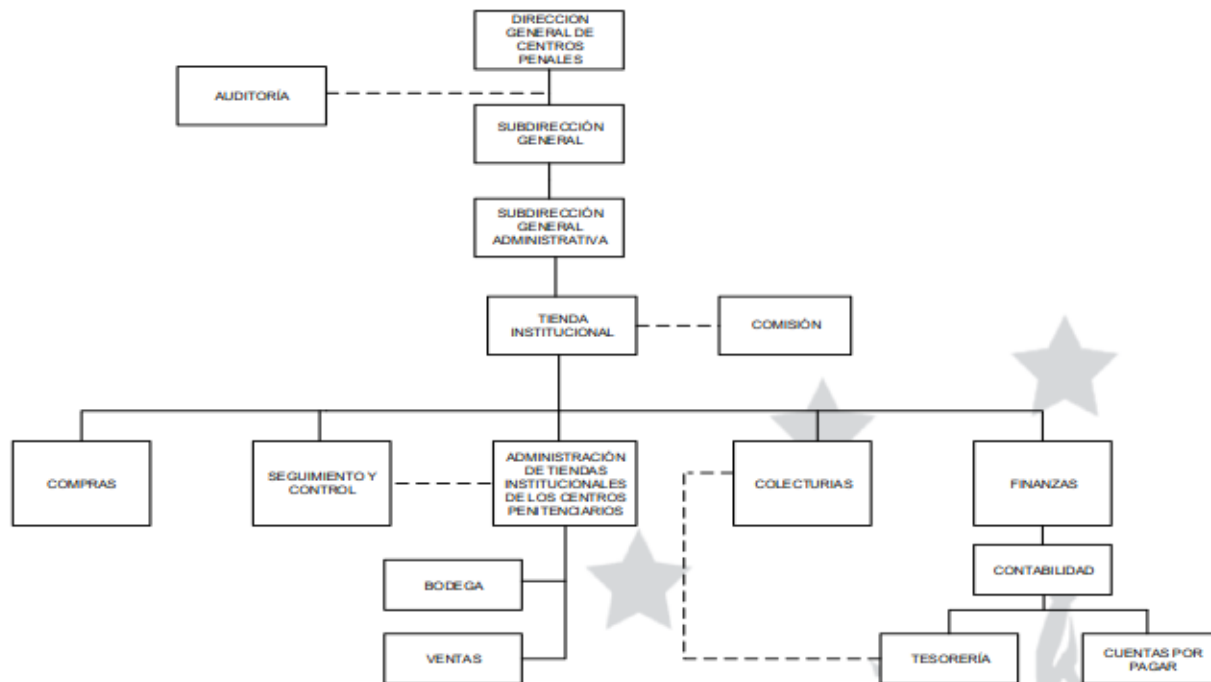 DIRECCION
GENERAL DE
CENTROS
PENALES
AUDITORÍA
SUBDIRECCIÓN
GENERAL
SUBDIRECCIÓN
GENERAL
ADMINISTRATIVA
TIENDA
INSTITUCIONAL
COMISIÓN
COMPRAS
SEGUIMIENTO Y
CONTROL
ADMINISTRACIÓN
DE TIENDAS
INSTITUCIONALES
DE LOS CENTROS
PENITENCIARIOS
COLECTURIAS
FINANZAS
BODEGA
CONTABILIDAD
VENTAS
TESORERÍA
CUENTAS POR
PAGAR